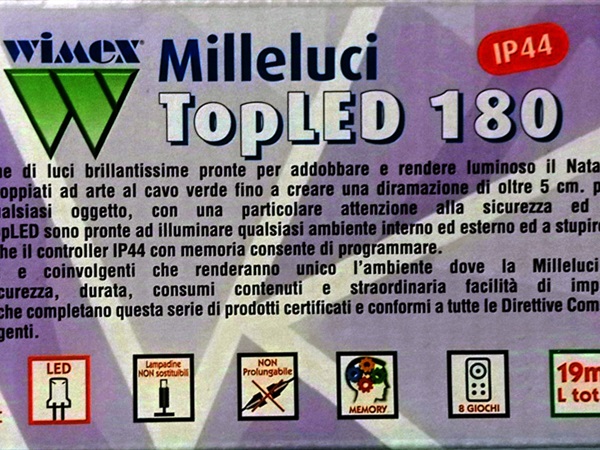 wimex Milleluci IP44
TopLED 180
ne di luci brillantissime pronte per addobbare e rendere luminoso il Nata
oppiati ad arte al cavo verde fino a creare una diramazione di oltre 5 cm. p
ualsiasi oggetto, con una particolare attenzione alla sicurezza ed
opLED sono pronte ad illuminare qualsiasi ambiente interno ed esterno ed a stupire
he il controller IP44 con memoria consente di programmare.
e coinvolgenti che renderanno unico l'ambiente dove la Milleluci
curezza, durata, consumi contenuti e straordinaria facilità di imp
che completano questa serie di prodotti certificati e conformi a tutte le Direttive Com
genti.
LED
Lampadine
NON sostituibili
NON
Prolungabile
MEMORY
8 GIOCHI
19m
L tot